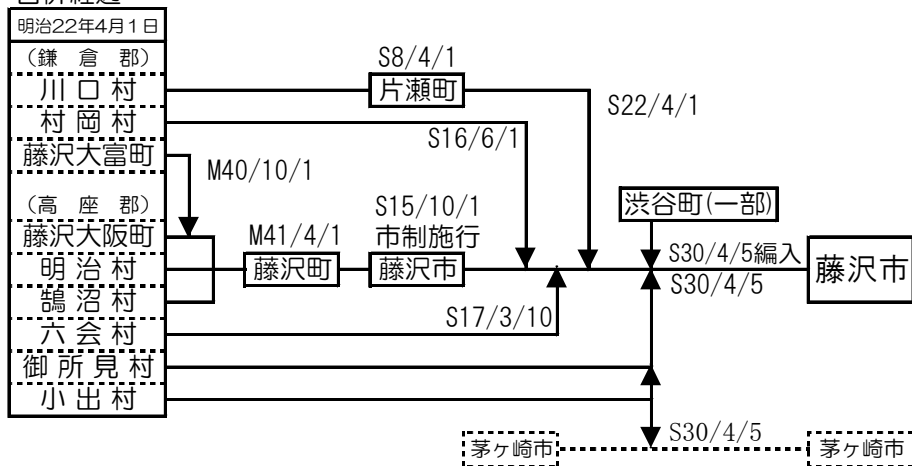 明治22年4月1日
(鎌倉郡)
川口村
村岡村
藤沢大富町
(高座郡)
藤沢大阪町
明治村
鵠沼村
六会村
御所見村
小出村
M40/10/1
M41/4/1
藤沢町
S8/4/1
片瀬町
S15/10/1
市制施行
藤沢市
S16/6/1
S17/3/10
S22/4/1
渋谷町(一部)
S30/4/5編入
S30/4/5
藤沢市
茅ヶ崎市
S30/4/5
茅ヶ崎市